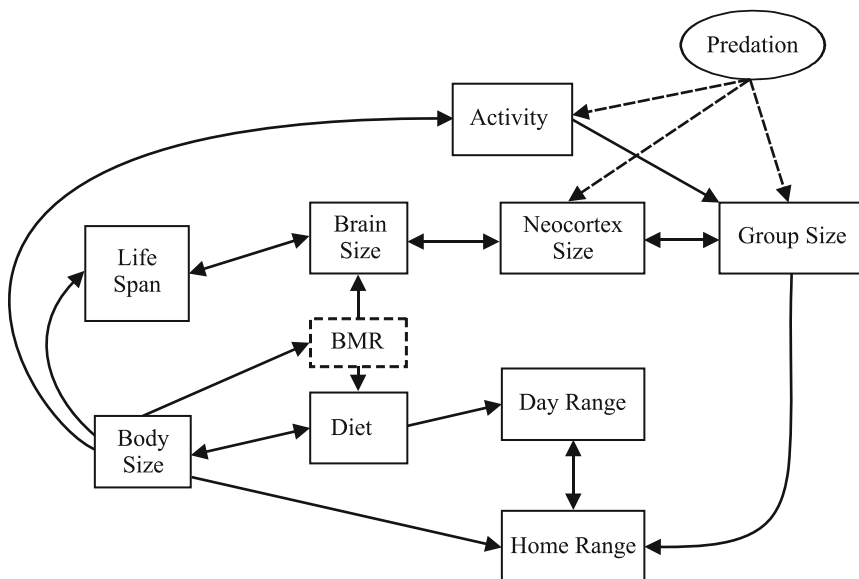 Predation
Activity
Brain
Size
Neocortex
Size
Group Size
Life
Span
BMR
Day Range
Diet
Body
Size
Home Range